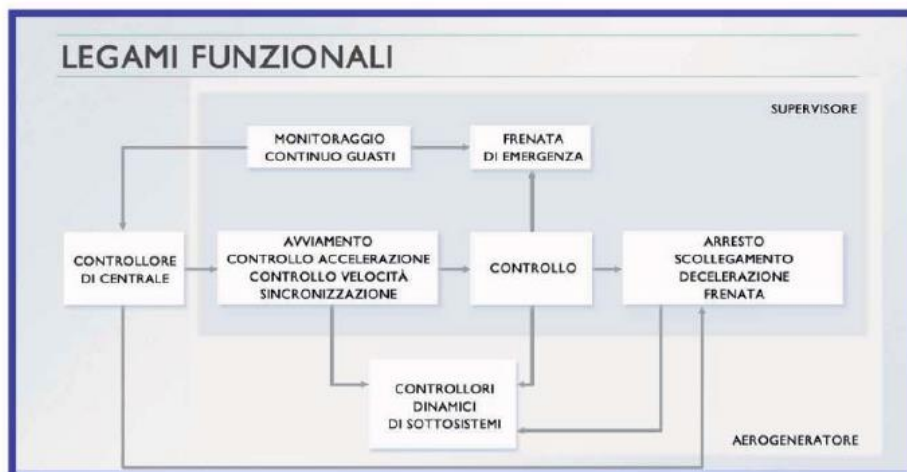 LEGAMI FUNZIONALI
SUPERVISORE
MONITORAGGIO
CONTINUO GUASTI
FRENATA
DI EMERGENZA
CONTROLLORE
DI CENTRALE
AVVIAMENTO
CONTROLLO ACCELERAZIONE
CONTROLLO VELOCITÀ
SINCRONIZZAZIONE
CONTROLLO
ARRESTO
SCOLLEGAMENTO
DECELERAZIONE
FRENATA
CONTROLLORI
DINAMICI
DI SOTTOSISTEMI
AEROGENERATORE